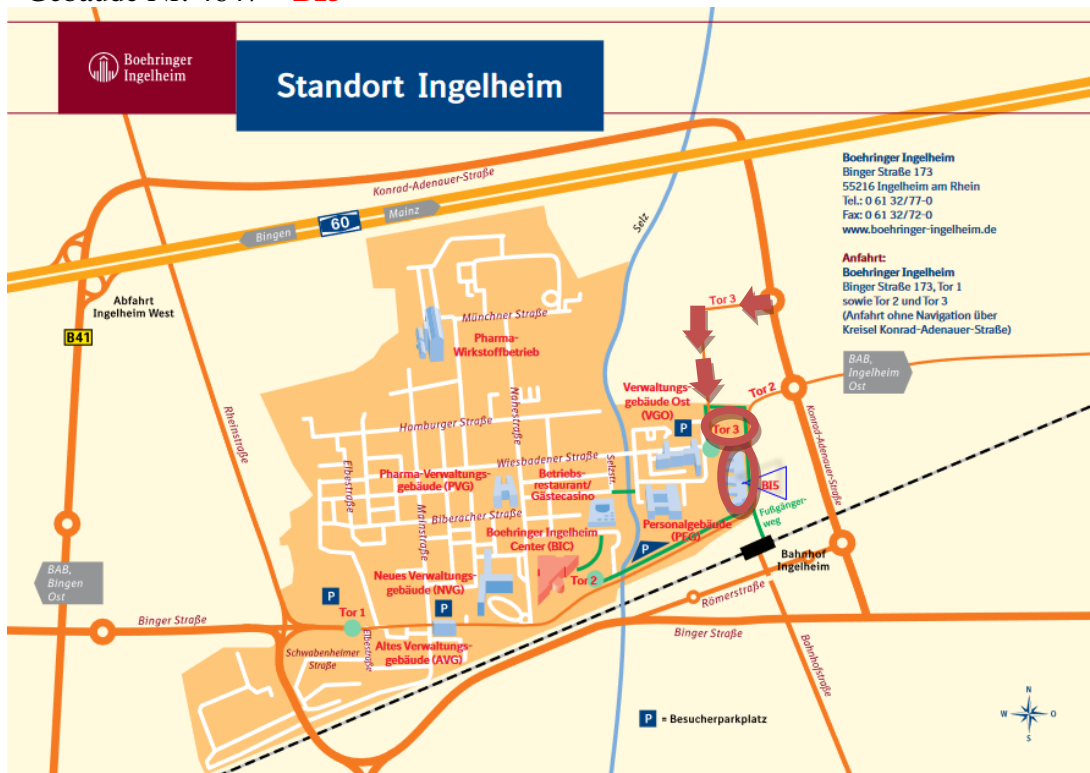 BI5
Boehringer
Ingelheim
Standort Ingelheim
Boehringer Ingelheim
Binger Straße 173
55216 Ingelheim am Rhein
Tel.: 0 61 32/77-0
Fax: 0 61 32/72-0
www.boehringer-ingelheim.de
Anfahrt:
Boehringer Ingelheim
Binger Straße 173, Tor 1
sowie Tor 2 und Tor 3
(Anfahrt ohne Navigation über
Kreisel Konrad-Adenauer-Straße)
Konrad-Adenauer-Straße
Mainz
60
Bingen
Selz
Abfahrt
Ingelheim West
B41
Tor 3
Münchner Straße
Pharma-
Wirkstoffbetrieb
BAB,
Ingelheim
Ost
Tor 2
Verwaltungs-
gebäude Ost
(VGO)
P
Tor 3
Rheinstraße
Nahestraße
Hamburger Straße
Konrad-Adenauer-Straße
Wiesbadener Straße
Selzstr.
Elbestraße
Pharma-Verwaltungs-
gebäude (PVG)
Betriebs-
restaurant/
Gästecasino
BI5
Mainstraße
Biberacher Straße
Personalgebäude
(PEG)
Fußgänger-
weg
Boehringer Ingelheim
Center (BIC)
P
Bahnhof
Ingelheim
BAB,
Bingen
Ost
Neues Verwaltungs-
gebäude (NVG)
Tor 2
P
P
Tor 1
Römerstraße
Binger Straße
Binger Straße
Elbestraße
Altes Verwaltungs-
gebäude (AVG)
Schwabenheimer
Straße
Bahnhofstraße
P = Besucherparkplatz
N
W
O
S